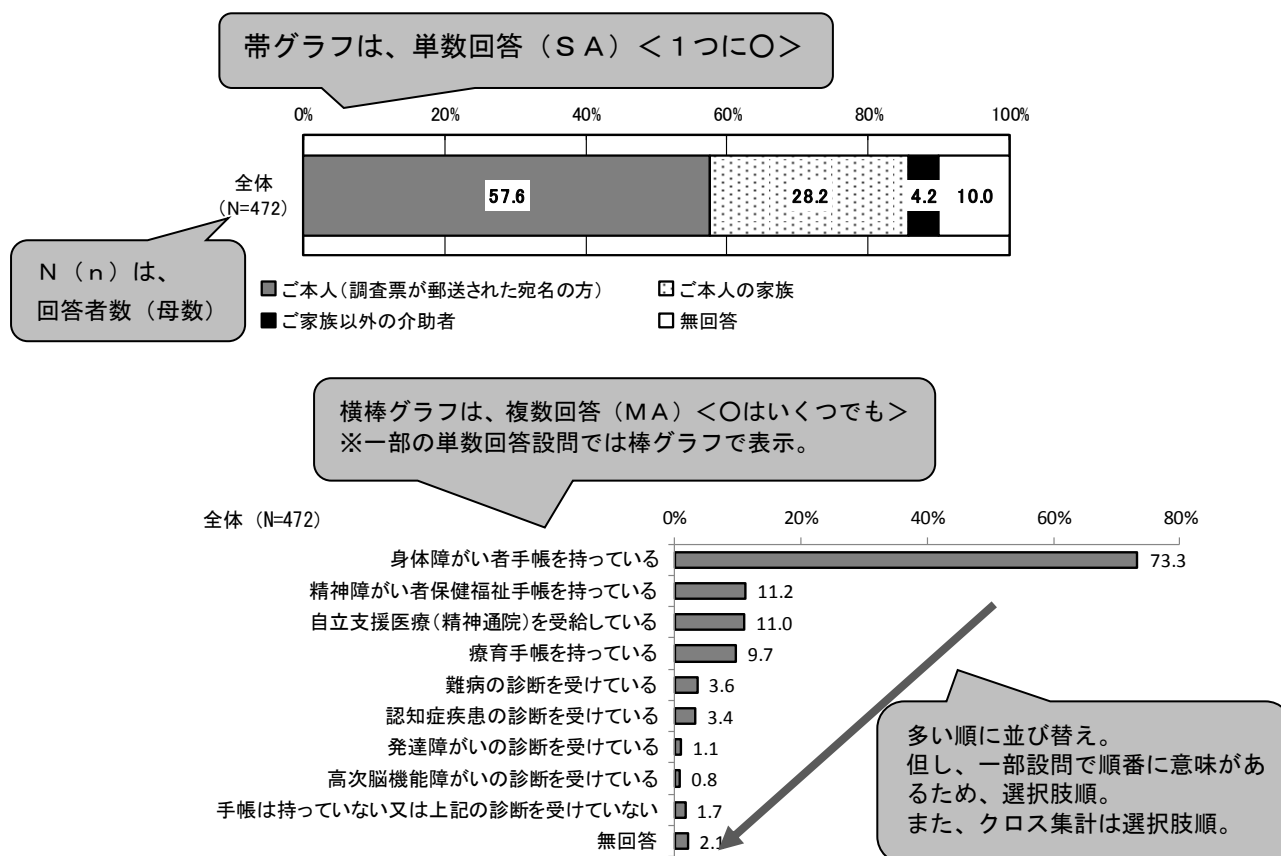 帯グラフは、単数回答（ＳＡ）＜１つに〇＞
0% 20% 40% 60% 80% 100%
全体
(N=472)
57.6 28.2 4.2 10.0
Ｎ（ｎ）は、
回答者数（母数）
ご本人（調査票が郵送された宛名の方） ご本人の家族
ご家族以外の介助者 無回答
横棒グラフは、複数回答（ＭＡ）＜〇はいくつでも＞
※一部の単数回答設問では棒グラフで表示。
全体 (N=472) 0% 20% 40% 60% 80%
身体障がい者手帳を持っている 73.3
精神障がい者保健福祉手帳を持っている 11.2
自立支援医療（精神通院）を受給している 11.0
療育手帳を持っている 9.7
難病の診断を受けている 3.6
認知症疾患の診断を受けている 3.4
発達障がいの診断を受けている 1.1
高次脳機能障がいの診断を受けている 0.8
手帳は持っていない又は上記の診断を受けていない 1.7
無回答 2.1
多い順に並び替え。
但し、一部設問で順番に意味があ
るため、選択肢順。
また、クロス集計は選択肢順。